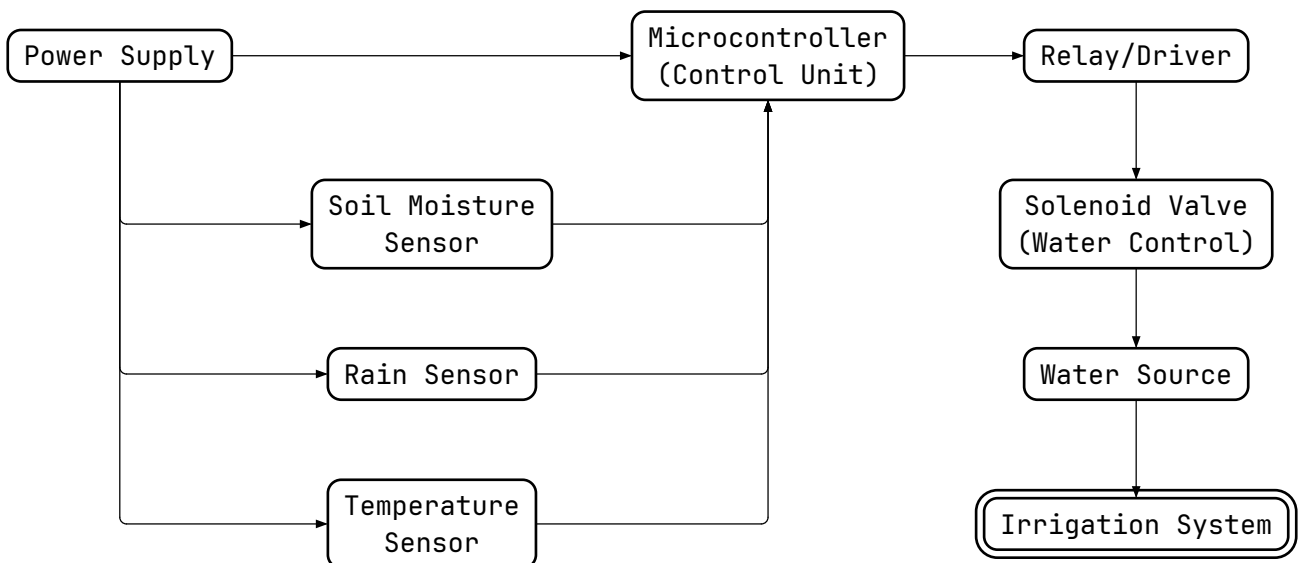 Power Supply
Microcontroller
(Control Unit)
Relay/Driver
Soil Moisture
Sensor
Solenoid Valve
(Water Control)
Rain Sensor
Water Source
Temperature
Sensor
Irrigation System